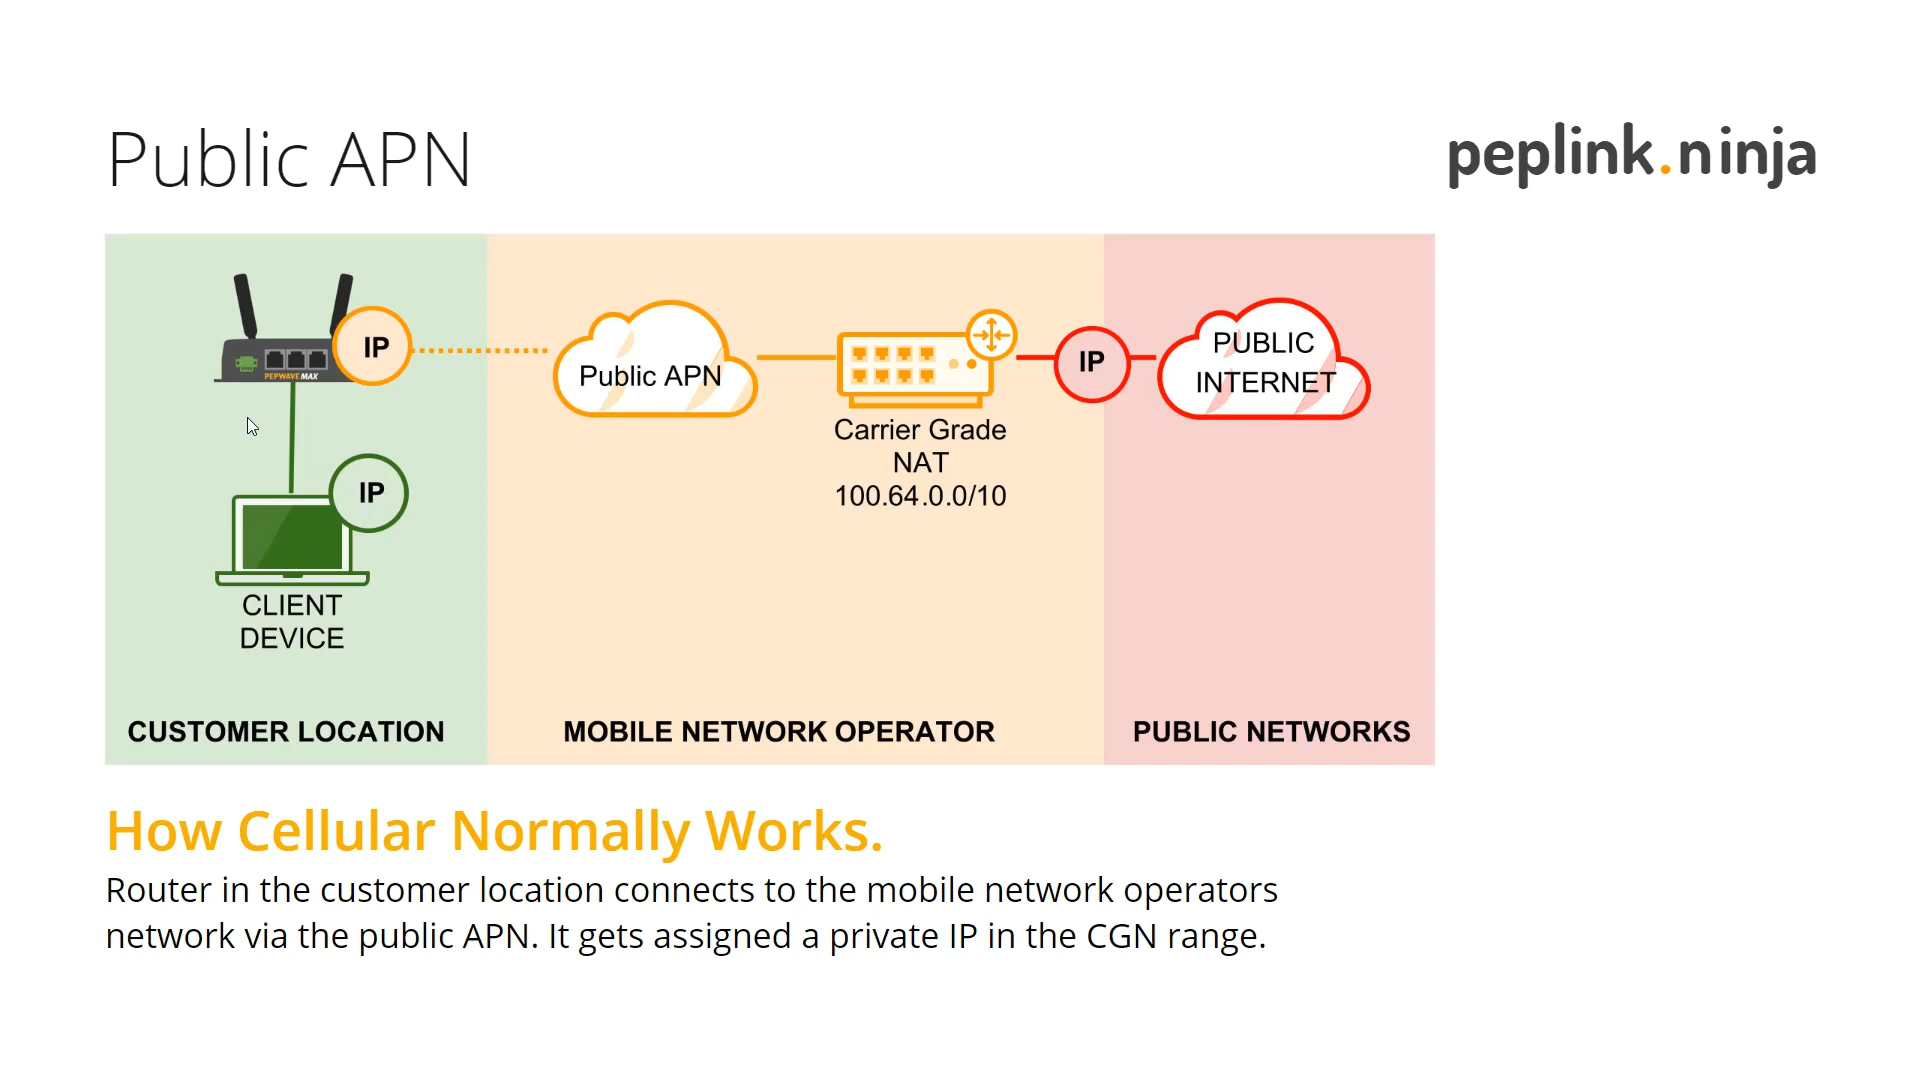 Public APN
peplink.ninja
IP
PEPWAVE MAX
Public APN
IP
PUBLIC
INTERNET
Carrier Grade
NAT
100.64.0.0/10
IP
CLIENT
DEVICE
CUSTOMER LOCATION
MOBILE NETWORK OPERATOR
PUBLIC NETWORKS
How Cellular Normally Works.
Router in the customer location connects to the mobile network operators
network via the public APN. It gets assigned a private IP in the CGN range.